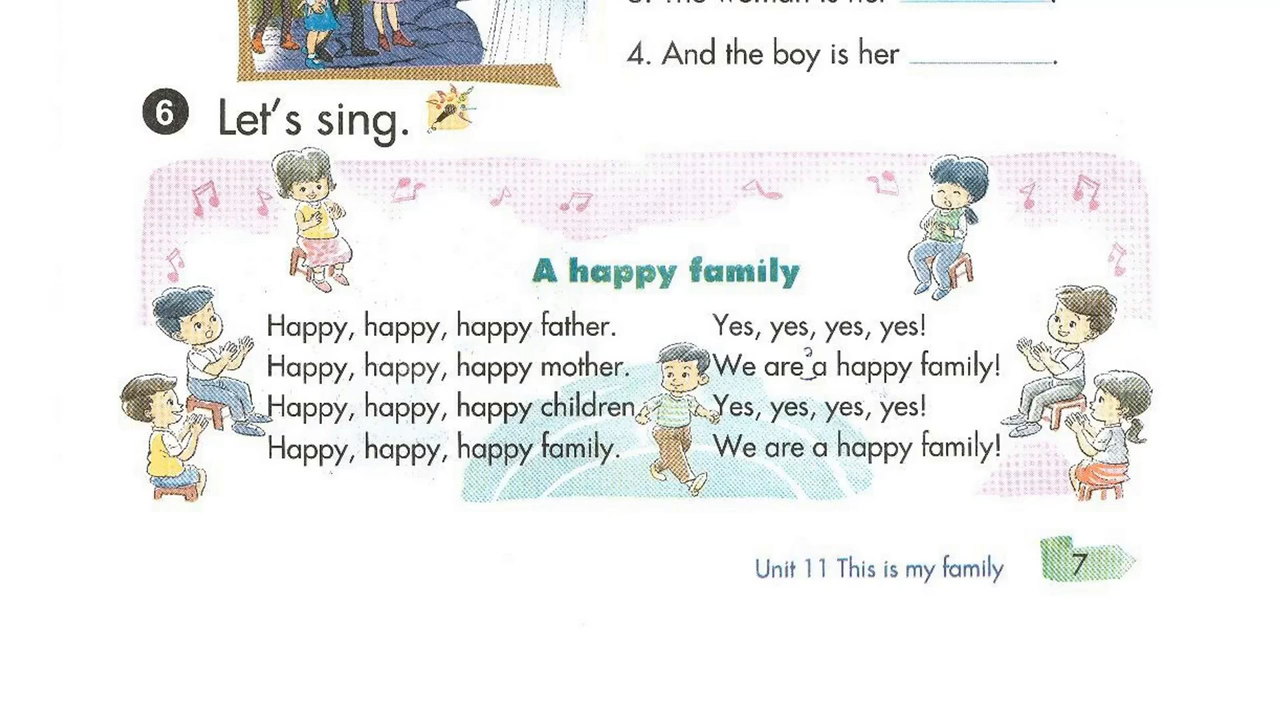 4. And the boy is her ____.
6 Let's sing.
A happy family
Happy, happy, happy father.
Happy, happy, happy mother.
Happy, happy, happy children.
Happy, happy, happy family.
Yes, yes, yes, yes!
We are a happy family!
Yes, yes, yes, yes!
We are a happy family!
Unit 11 This is my family
7